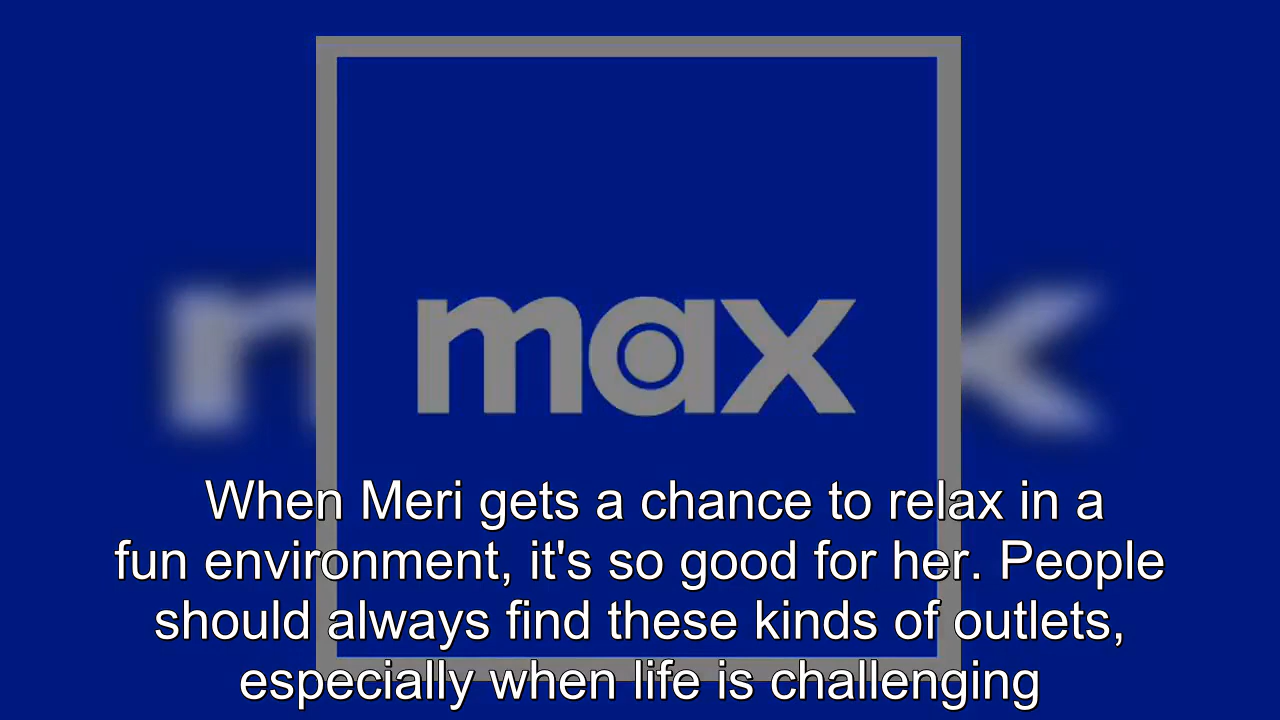 max
When Meri gets a chance to relax in a
fun environment, it's so good for her. People
should always find these kinds of outlets,
especially when life is challenging